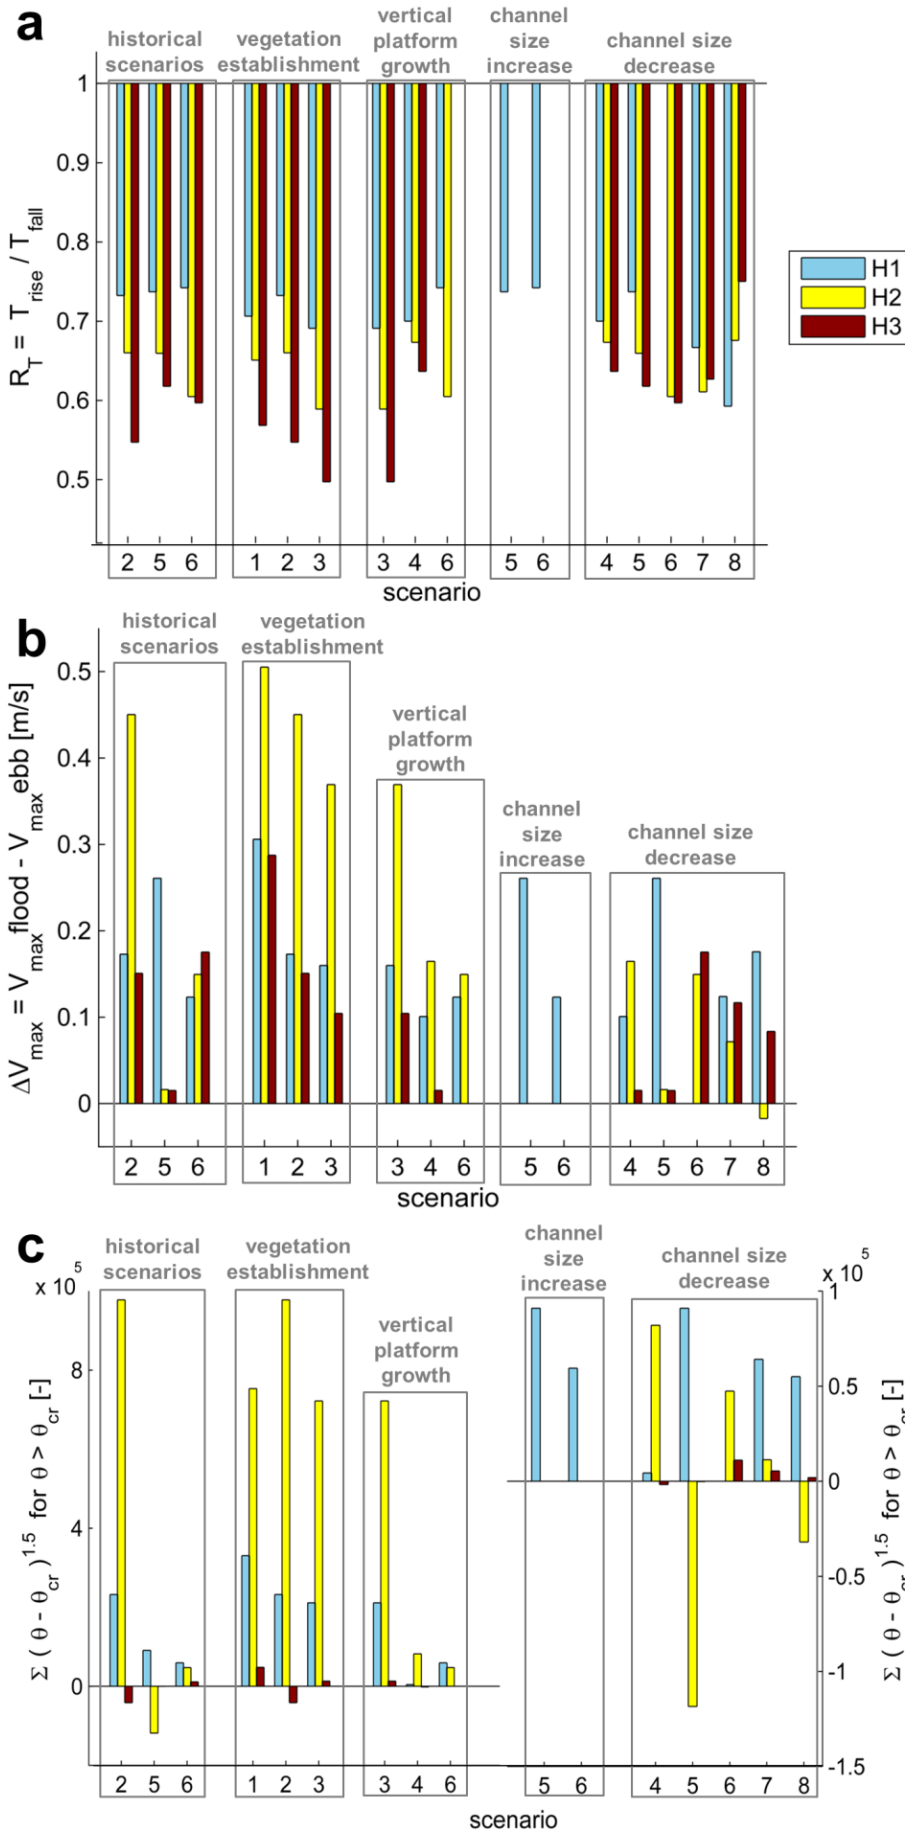 a
historical
scenarios
vegetation
establishment
vertical
platform
growth
channel
size
increase
channel size
decrease
1
0.9
0.8
0.7
0.6
0.5
R_T = T_rise / T_fall
H1
H2
H3
2 5 6 1 2 3 3 4 6 5 6 4 5 6 7 8
scenario
b
historical
scenarios
vegetation
establishment
vertical
platform
growth
channel
size
increase
channel size
decrease
0.5
0.4
0.3
0.2
0.1
0
ΔV_max = V_max flood - V_max ebb [m/s]
2 5 6 1 2 3 3 4 6 5 6 4 5 6 7 8
scenario
c
historical
scenarios
vegetation
establishment
vertical
platform
growth
channel
size
increase
channel size
decrease
x 10^5
8
4
0
Σ ( θ - θ_cr )^1.5 for θ > θ_cr [-]
x 10^5
1
0.5
0
-0.5
-1
-1.5
Σ ( θ - θ_cr )^1.5 for θ > θ_cr [-]
2 5 6 1 2 3 3 4 6 5 6 4 5 6 7 8
scenario